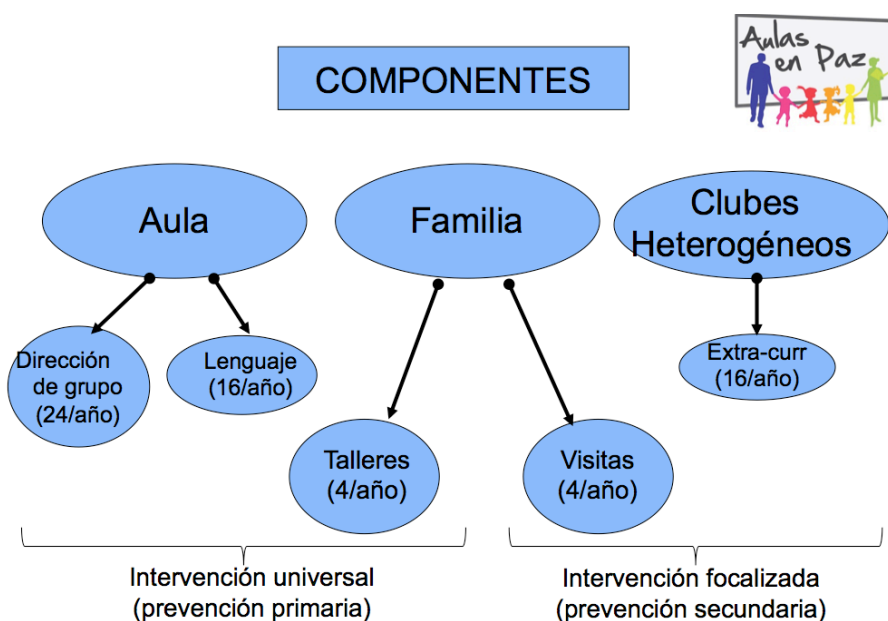 COMPONENTES
Aulas
en Paz
Aula
Familia
Clubes
Heterogéneos
Dirección
de grupo
(24/año)
Lenguaje
(16/año)
Extra-curr
(16/año)
Talleres
(4/año)
Visitas
(4/año)
Intervención universal
(prevención primaria)
Intervención focalizada
(prevención secundaria)